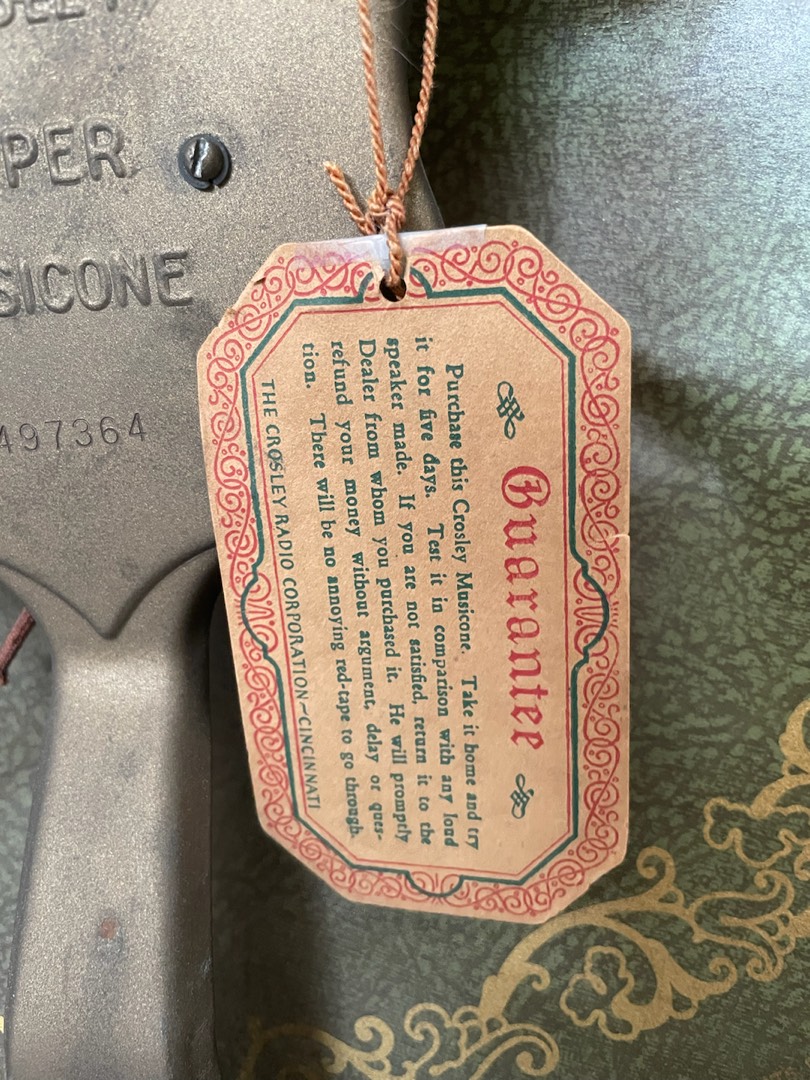 PER
SICONE
497364
Guarantee
Purchase this Crosley Musicone. Take it home and try
it for five days. Test it in comparison with any loud
speaker made. If you are not satisfied, return it to the
Dealer from whom you purchased it. He will promptly
refund your money without argument, delay or ques-
tion. There will be no annoying red-tape to go through.
THE CROSLEY RADIO CORPORATION—CINCINNATI